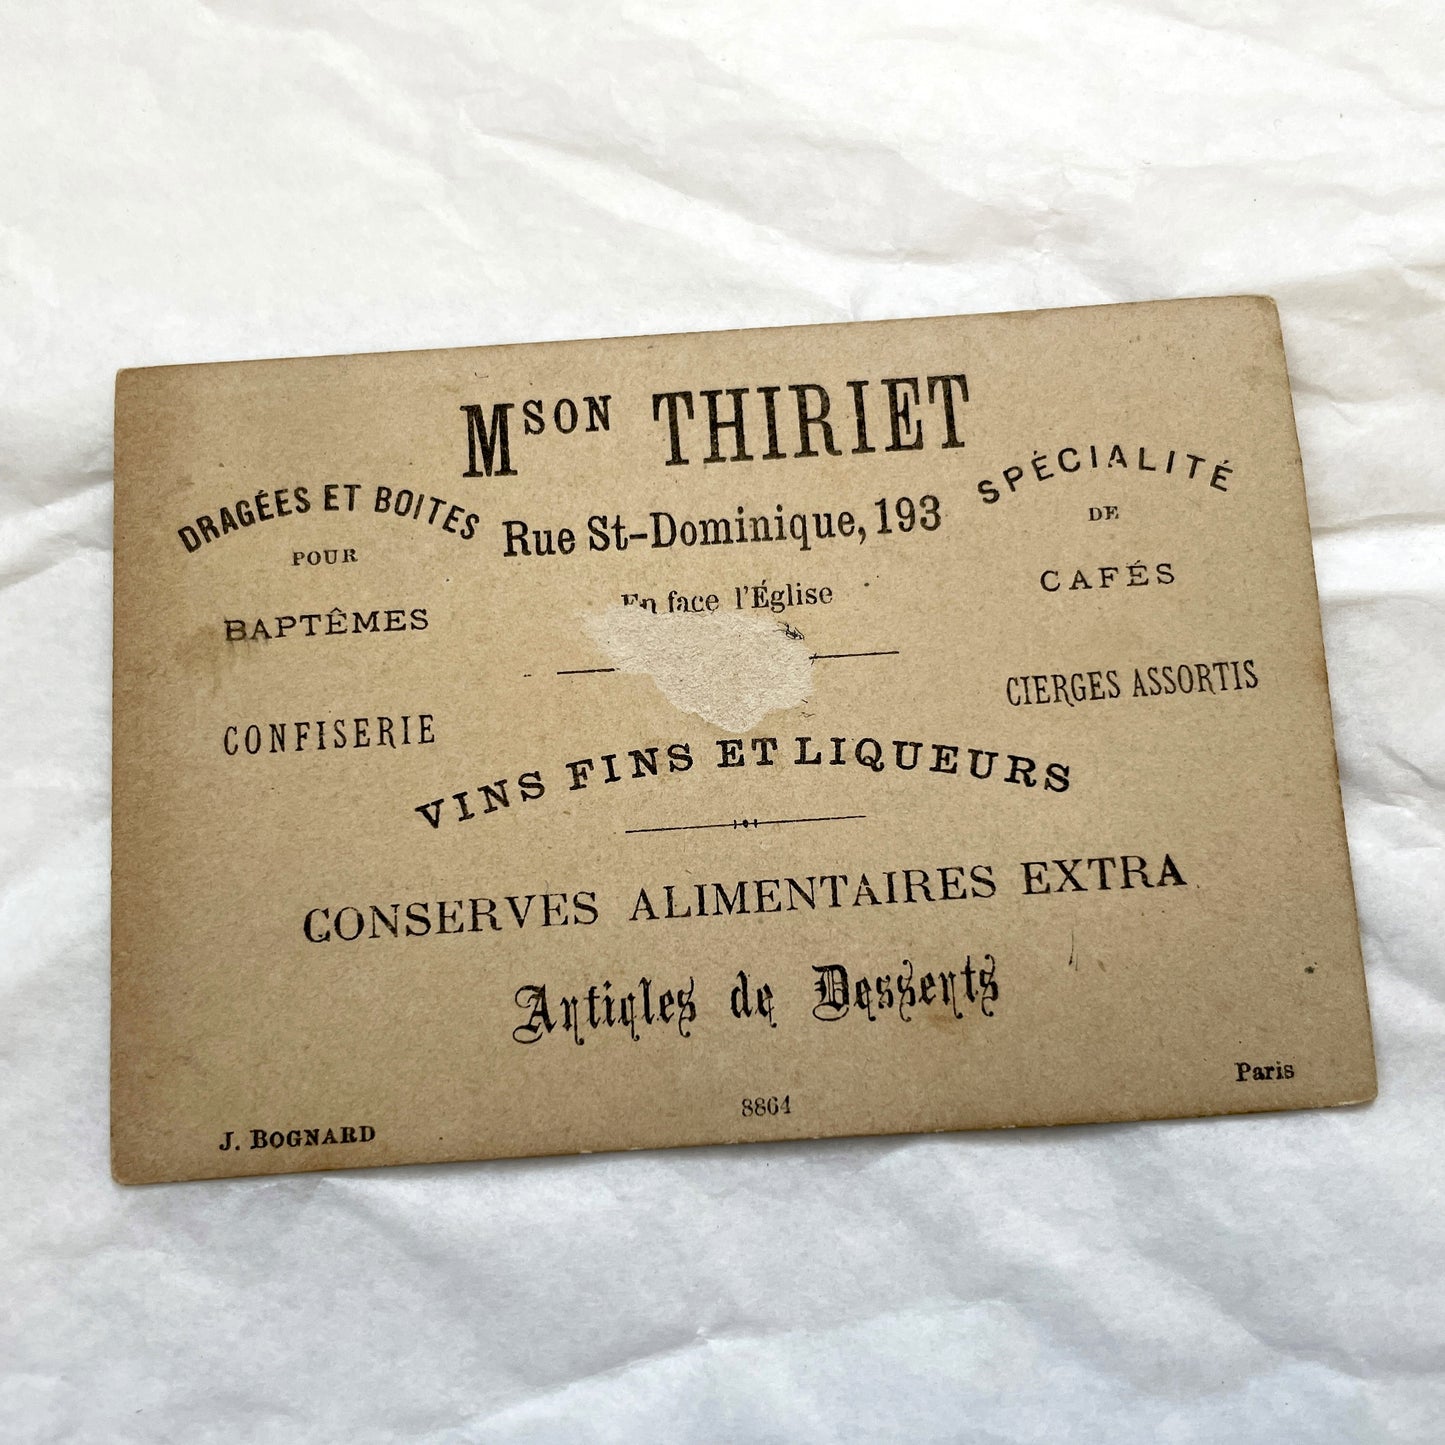 Mson THIRIET
Rue St-Dominique, 193
En face l'Église
DRAGÉES ET BOITES
POUR
BAPTÊMES
CONFISERIE
SPÉCIALITÉ
DE
CAFÉS
CIERGES ASSORTIS
VINS FINS ET LIQUEURS
CONSERVES ALIMENTAIRES EXTRA
Articles de Desserts
J. BOGNARD
8864
Paris